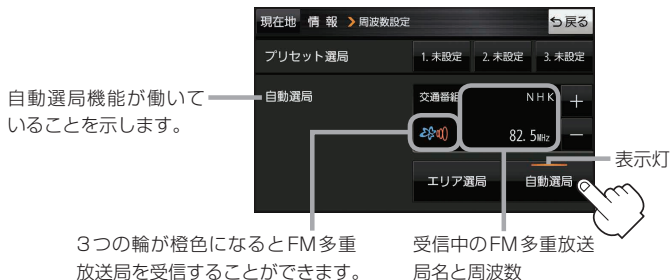 現在地 情 報 周波数設定 戻る
プリセット選局 1. 未設定 2. 未設定 3. 未設定
自動選局機能が働いて
いることを示します。
自動選局 交通番組 NHK +
82. 5MHz −
表示灯
エリア選局 自動選局
3つの輪が橙色になるとFM多重
放送局を受信することができます。
受信中のFM多重放送
局名と周波数